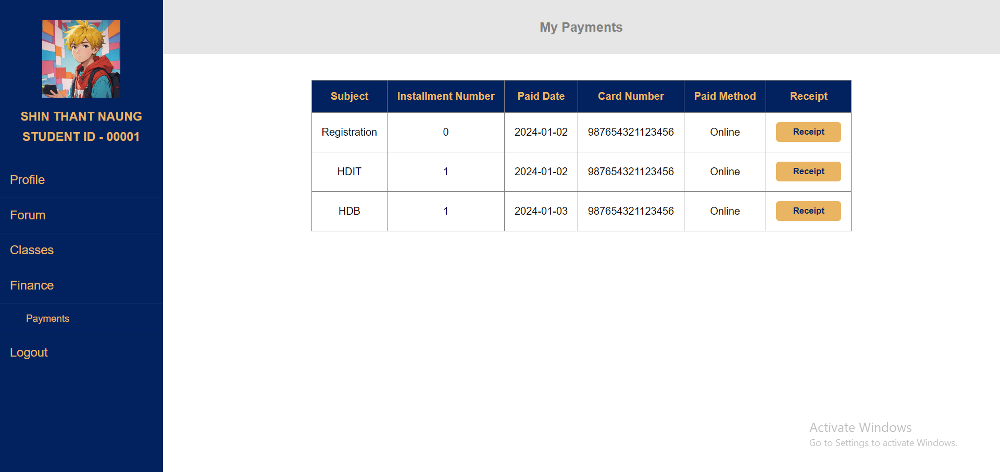 SHIN THANT NAUNG
STUDENT ID - 00001
Profile
Forum
Classes
Finance
Payments
Logout
My Payments
Subject Installment Number Paid Date Card Number Paid Method Receipt
Registration 0 2024-01-02 987654321123456 Online Receipt
HDIT 1 2024-01-02 987654321123456 Online Receipt
HDB 1 2024-01-03 987654321123456 Online Receipt
Activate Windows
Go to Settings to activate Windows.